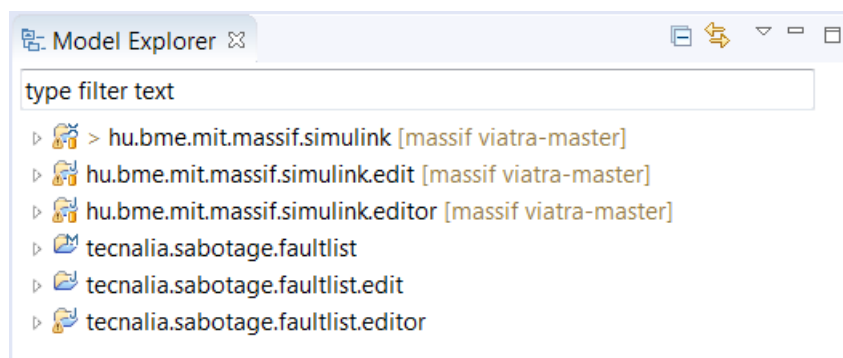 Model Explorer
type filter text
> hu.bme.mit.massif.simulink [massif viatra-master]
hu.bme.mit.massif.simulink.edit [massif viatra-master]
hu.bme.mit.massif.simulink.editor [massif viatra-master]
tecnalia.sabotage.faultlist
tecnalia.sabotage.faultlist.edit
tecnalia.sabotage.faultlist.editor